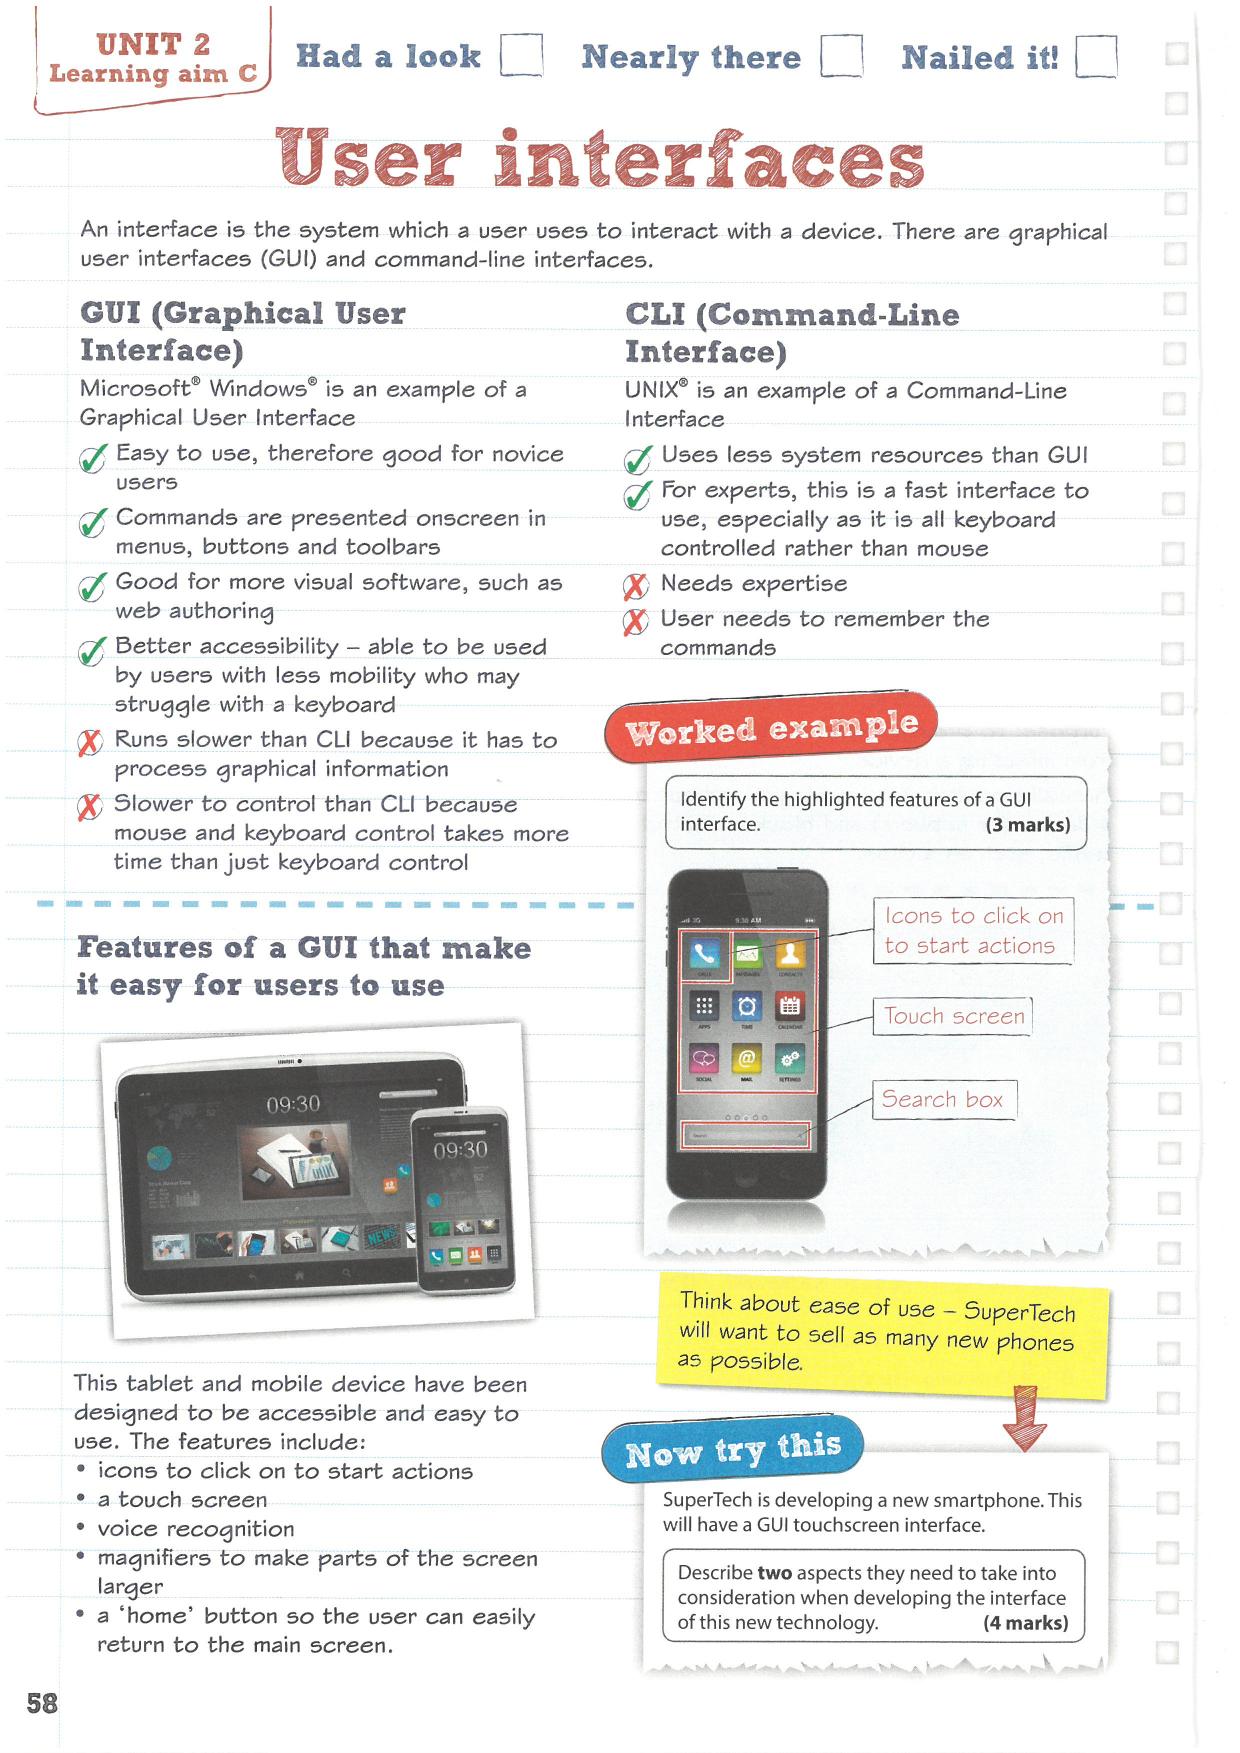 UNIT 2
Learning aim C
Had a look
Nearly there
Nailed it!
User interfaces
An interface is the system which a user uses to interact with a device. There are graphical
user interfaces (GUI) and command-line interfaces.
GUI (Graphical User
Interface)
Microsoft® Windows® is an example of a
Graphical User Interface
Easy to use, therefore good for novice
users
Commands are presented onscreen in
menus, buttons and toolbars
Good for more visual software, such as
web authoring
Better accessibility – able to be used
by users with less mobility who may
struggle with a keyboard
Runs slower than CLI because it has to
process graphical information
Slower to control than CLI because
mouse and keyboard control takes more
time than just keyboard control
CLI (Command-Line
Interface)
UNIX® is an example of a Command-Line
Interface
Uses less system resources than GUI
For experts, this is a fast interface to
use, especially as it is all keyboard
controlled rather than mouse
Needs expertise
User needs to remember the
commands
Worked example
Identify the highlighted features of a GUI
interface. (3 marks)
3G 9:30 AM
CALLS MESSAGES CONTACTS
APPS TIME CALENDAR
SOCIAL MAIL SETTINGS
Search
Icons to click on
to start actions
Touch screen
Search box
Features of a GUI that make
it easy for users to use
09:30
09:30
NEWS
This tablet and mobile device have been
designed to be accessible and easy to
use. The features include:
• icons to click on to start actions
• a touch screen
• voice recognition
• magnifiers to make parts of the screen
larger
• a ‘home’ button so the user can easily
return to the main screen.
Think about ease of use – SuperTech
will want to sell as many new phones
as possible.
Now try this
SuperTech is developing a new smartphone. This
will have a GUI touchscreen interface.
Describe two aspects they need to take into
consideration when developing the interface
of this new technology. (4 marks)
58